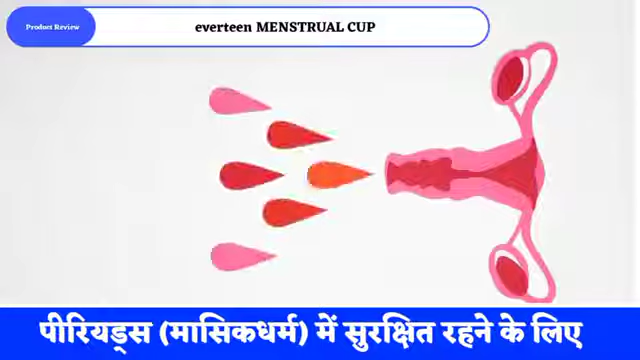 Product Review
everteen MENSTRUAL CUP
पीरियड्स (मासिकधर्म) में सुरक्षित रहने के लिए